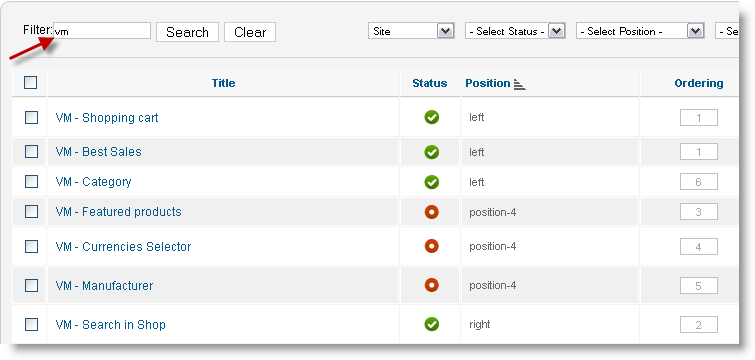 Filter: vm Search Clear Site - Select Status - - Select Position - - Se
Title Status Position Ordering
VM - Shopping cart left 1
VM - Best Sales left 1
VM - Category left 6
VM - Featured products position-4 3
VM - Currencies Selector position-4 4
VM - Manufacturer position-4 5
VM - Search in Shop right 2